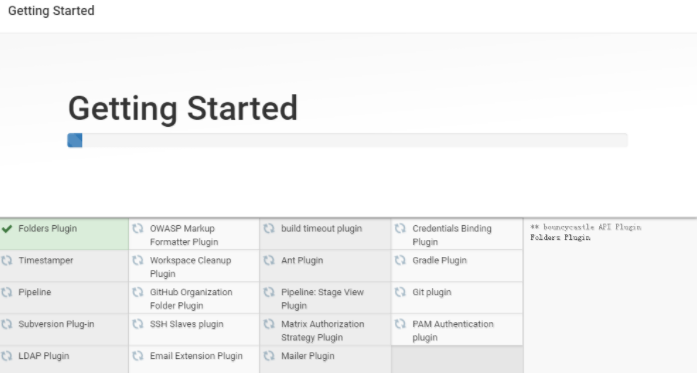 Getting Started
Getting Started
Folders Plugin
OWASP Markup
Formatter Plugin
build timeout plugin
Credentials Binding
Plugin
** bouncycastle API Plugin
Folders Plugin
Timestamper
Workspace Cleanup
Plugin
Ant Plugin
Gradle Plugin
Pipeline
GitHub Organization
Folder Plugin
Pipeline: Stage View
Plugin
Git plugin
Subversion Plug-in
SSH Slaves plugin
Matrix Authorization
Strategy Plugin
PAM Authentication
plugin
LDAP Plugin
Email Extension Plugin
Mailer Plugin